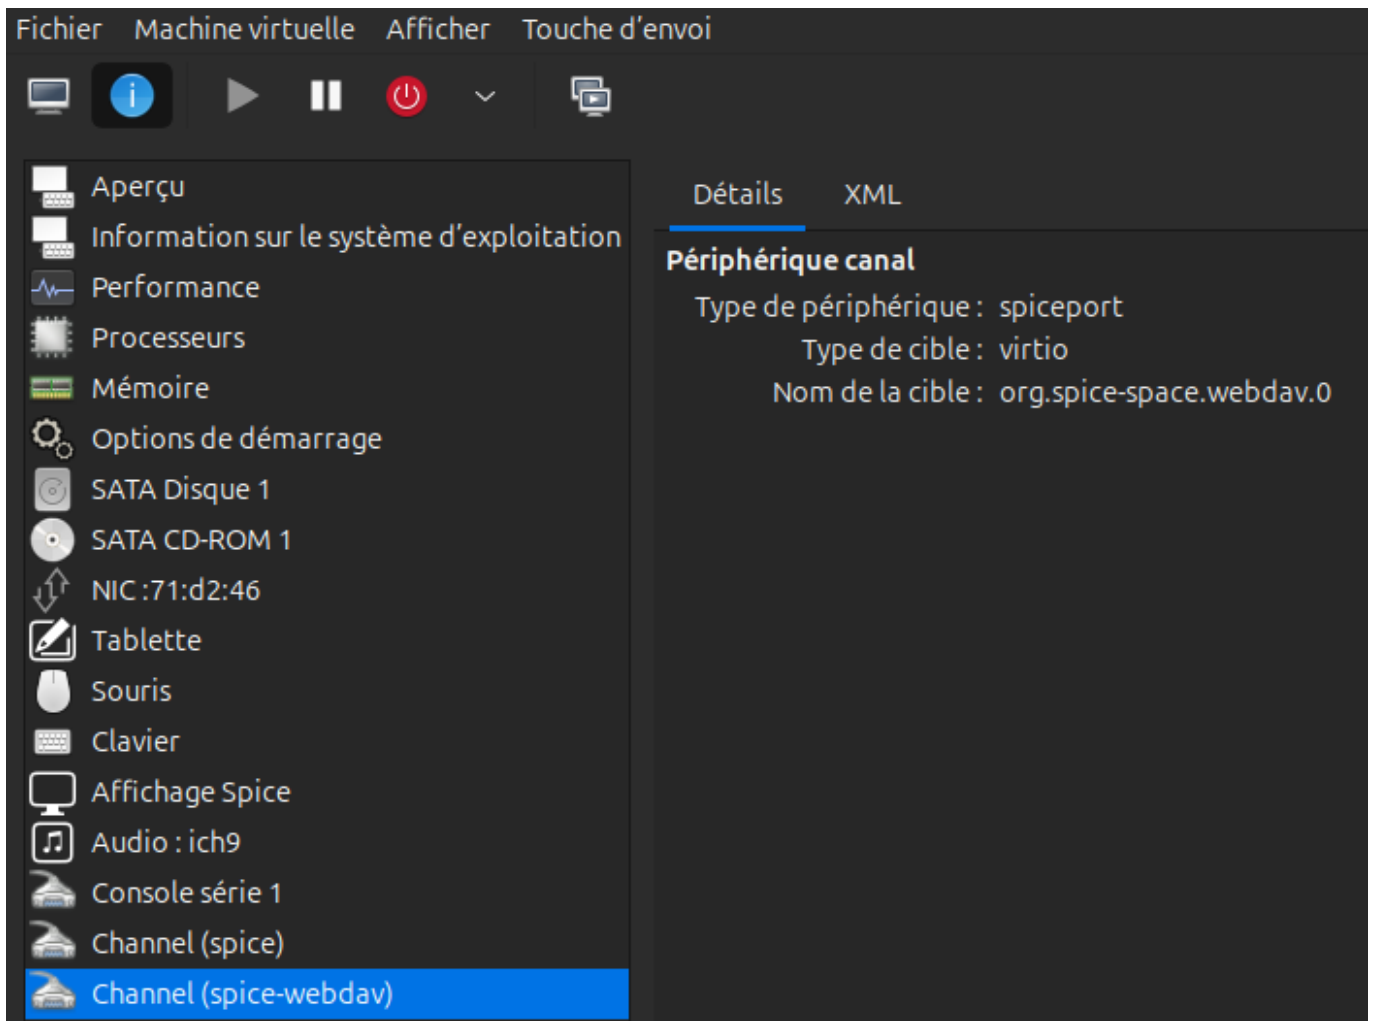 Fichier Machine virtuelle Afficher Touche d’envoi
Aperçu
Information sur le système d’exploitation
Performance
Processeurs
Mémoire
Options de démarrage
SATA Disque 1
SATA CD-ROM 1
NIC :71:d2:46
Tablette
Souris
Clavier
Affichage Spice
Audio : ich9
Console série 1
Channel (spice)
Channel (spice-webdav)
Détails XML
Périphérique canal
Type de périphérique : spiceport
Type de cible : virtio
Nom de la cible : org.spice-space.webdav.0